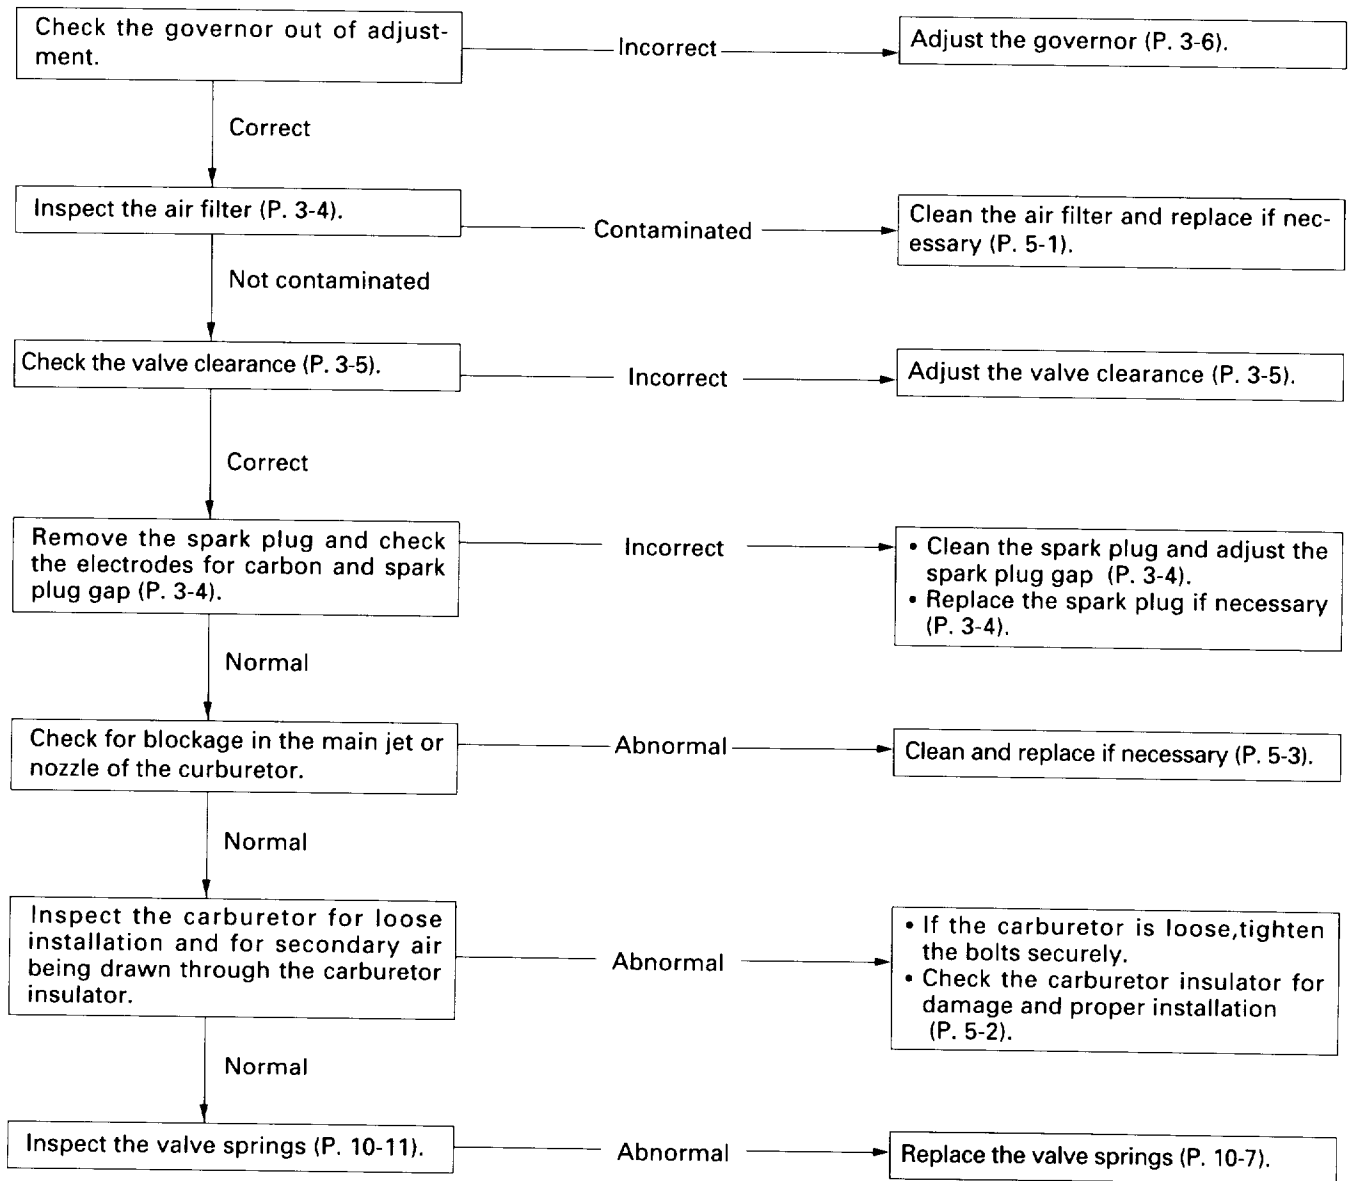 Check the governor out of adjust-
ment.
Incorrect
Adjust the governor (P. 3-6).
Correct
Inspect the air filter (P. 3-4).
Contaminated
Clean the air filter and replace if nec-
essary (P. 5-1).
Not contaminated
Check the valve clearance (P. 3-5).
Incorrect
Adjust the valve clearance (P. 3-5).
Correct
Remove the spark plug and check
the electrodes for carbon and spark
plug gap (P. 3-4).
Incorrect
• Clean the spark plug and adjust the
spark plug gap (P. 3-4).
• Replace the spark plug if necessary
(P. 3-4).
Normal
Check for blockage in the main jet or
nozzle of the curburetor.
Abnormal
Clean and replace if necessary (P. 5-3).
Normal
Inspect the carburetor for loose
installation and for secondary air
being drawn through the carburetor
insulator.
Abnormal
• If the carburetor is loose,tighten
the bolts securely.
• Check the carburetor insulator for
damage and proper installation
(P. 5-2).
Normal
Inspect the valve springs (P. 10-11).
Abnormal
Replace the valve springs (P. 10-7).